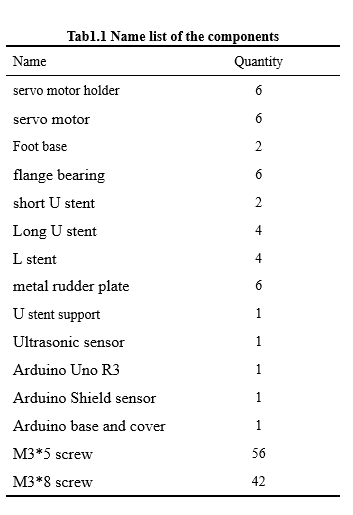 Tab1.1 Name list of the components
Name Quantity
servo motor holder 6
servo motor 6
Foot base 2
flange bearing 6
short U stent 2
Long U stent 4
L stent 4
metal rudder plate 6
U stent support 1
Ultrasonic sensor 1
Arduino Uno R3 1
Arduino Shield sensor 1
Arduino base and cover 1
M3*5 screw 56
M3*8 screw 42